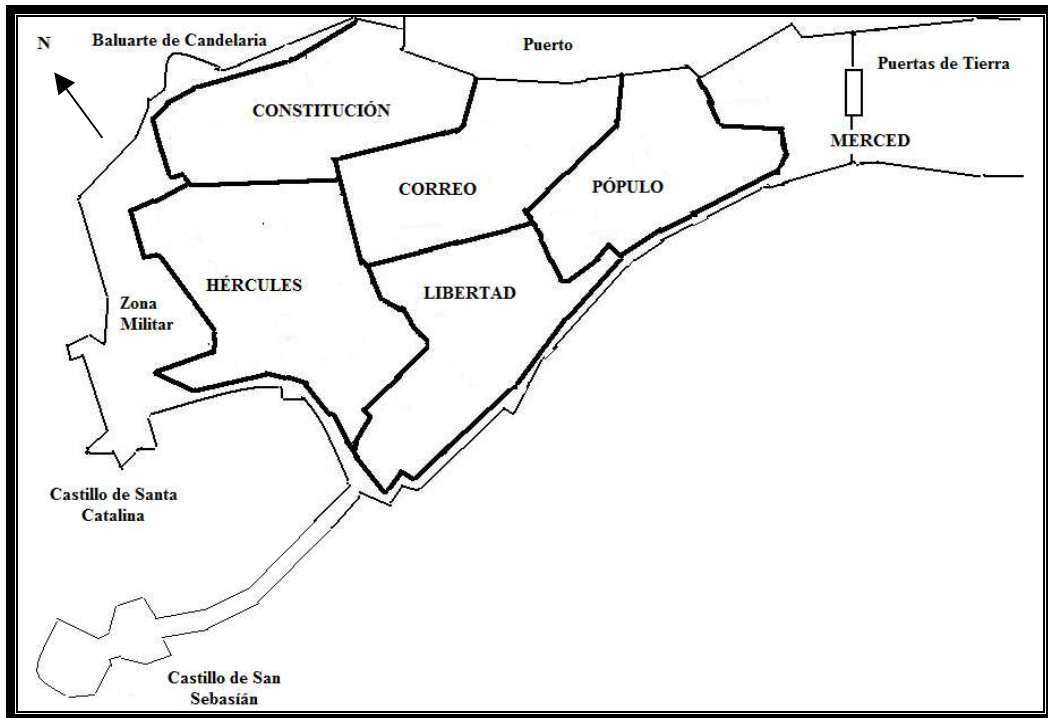 N
Baluarte de Candelaria
Puerto
Puertas de Tierra
CONSTITUCIÓN
MERCED
CORREO
PÓPULO
HÉRCULES
LIBERTAD
Zona
Militar
Castillo de Santa
Catalina
Castillo de San
Sebasíán